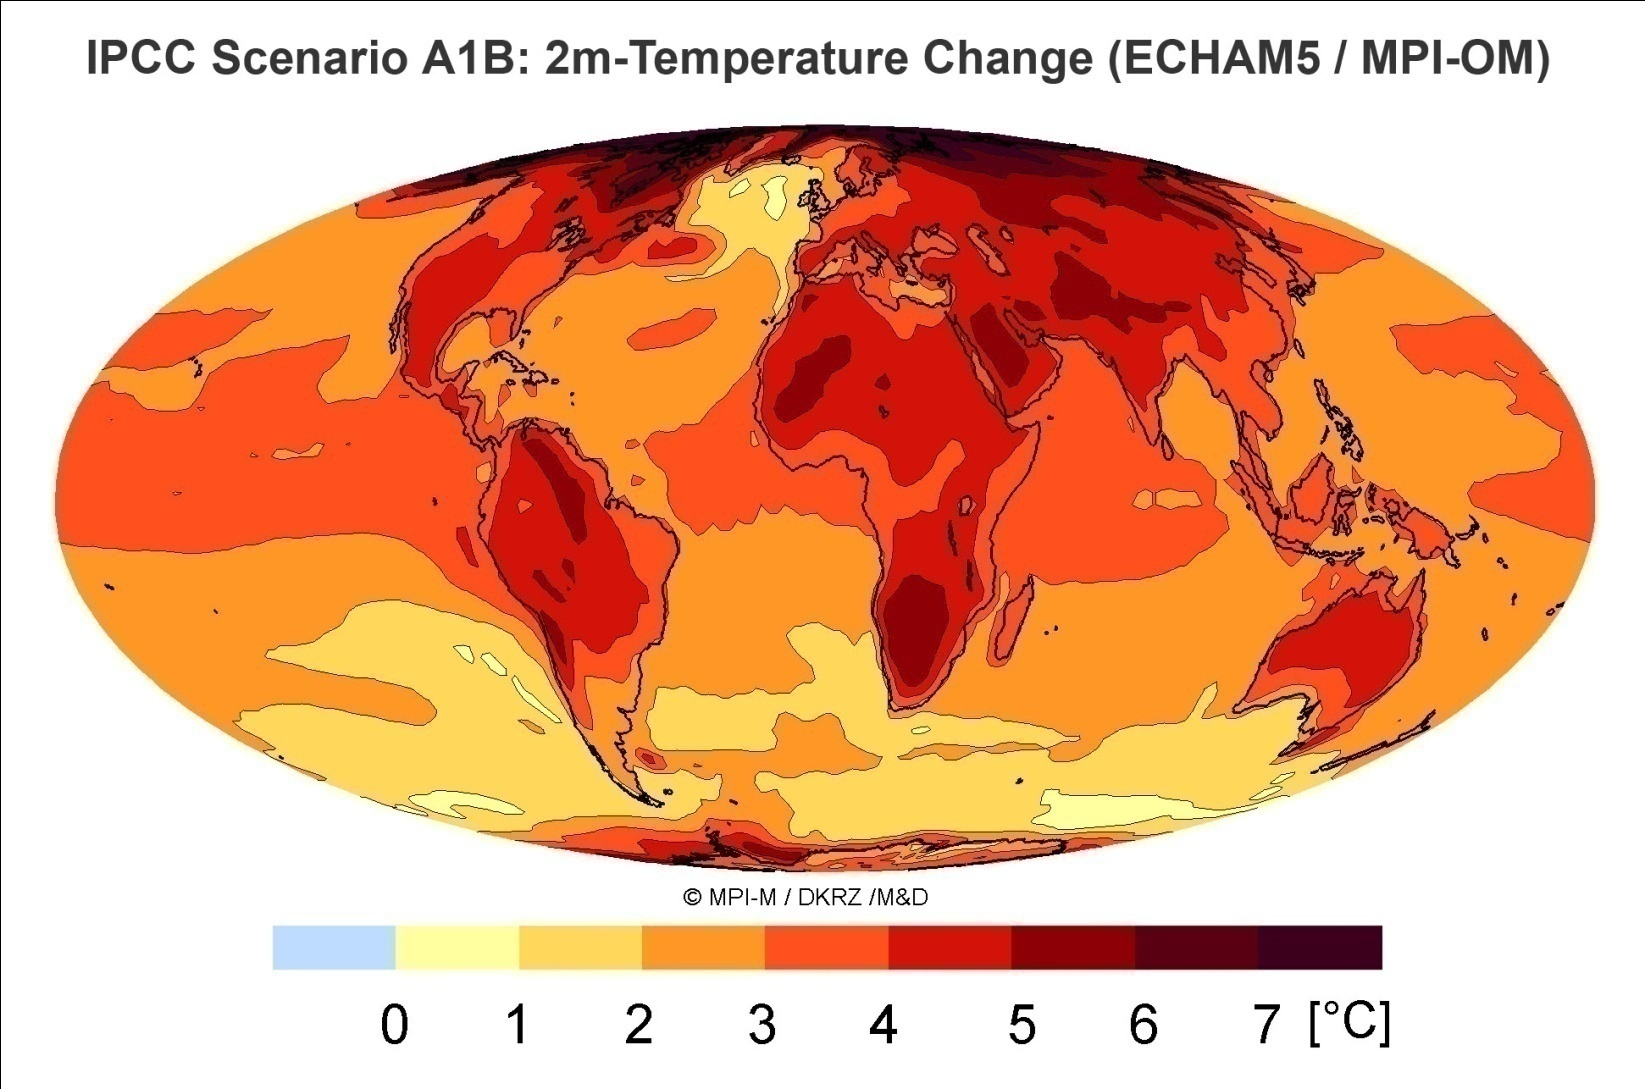 IPCC Scenario A1B: 2m-Temperature Change (ECHAM5 / MPI-OM)
© MPI-M / DKRZ /M&D
0 1 2 3 4 5 6 7 [°C]